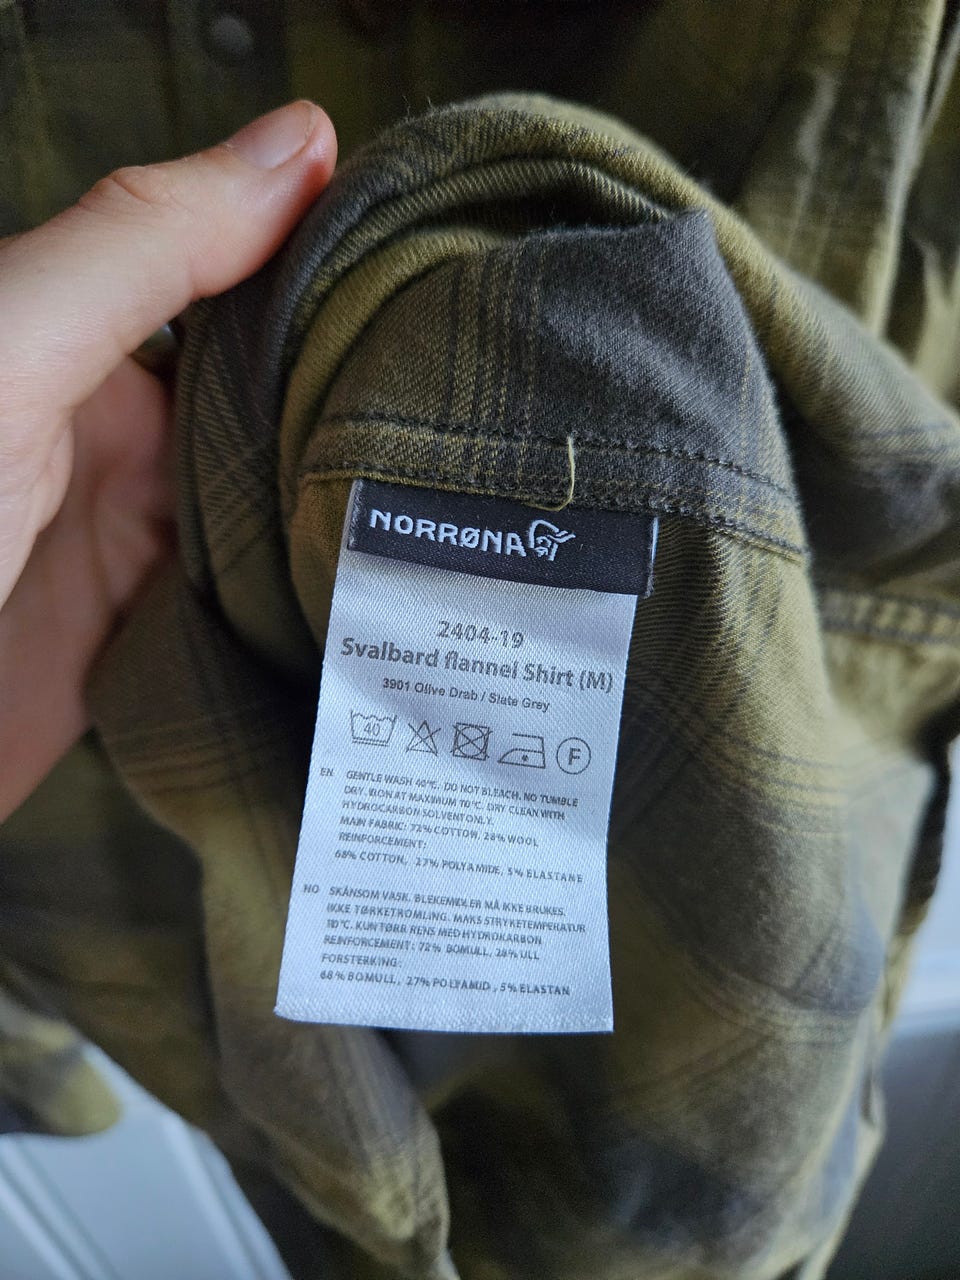 NORRØNA
2404-19
Svalbard flannel Shirt (M)
3901 Olive Drab / Slate Grey
40
F
EN GENTLE WASH 40°C. DO NOT BLEACH. NO TUMBLE
DRY. IRON AT MAXIMUM 110°C. DRY CLEAN WITH
HYDROCARBON SOLVENT ONLY.
MAIN FABRIC: 72% COTTON, 28% WOOL
REINFORCEMENT:
68% COTTON, 27% POLYAMIDE, 5% ELASTANE
NO SKÅNSOM VASK. BLEKEMIDLER MÅ IKKE BRUKES.
IKKE TØRKETROMLING. MAKS STRYKETEMPERATUR
110°C. KUN TØRR RENS MED HYDROKARBON
REINFORCEMENT: 72% BOMULL, 28% ULL
FORSTERKING:
68% BOMULL, 27% POLYAMID, 5% ELASTAN